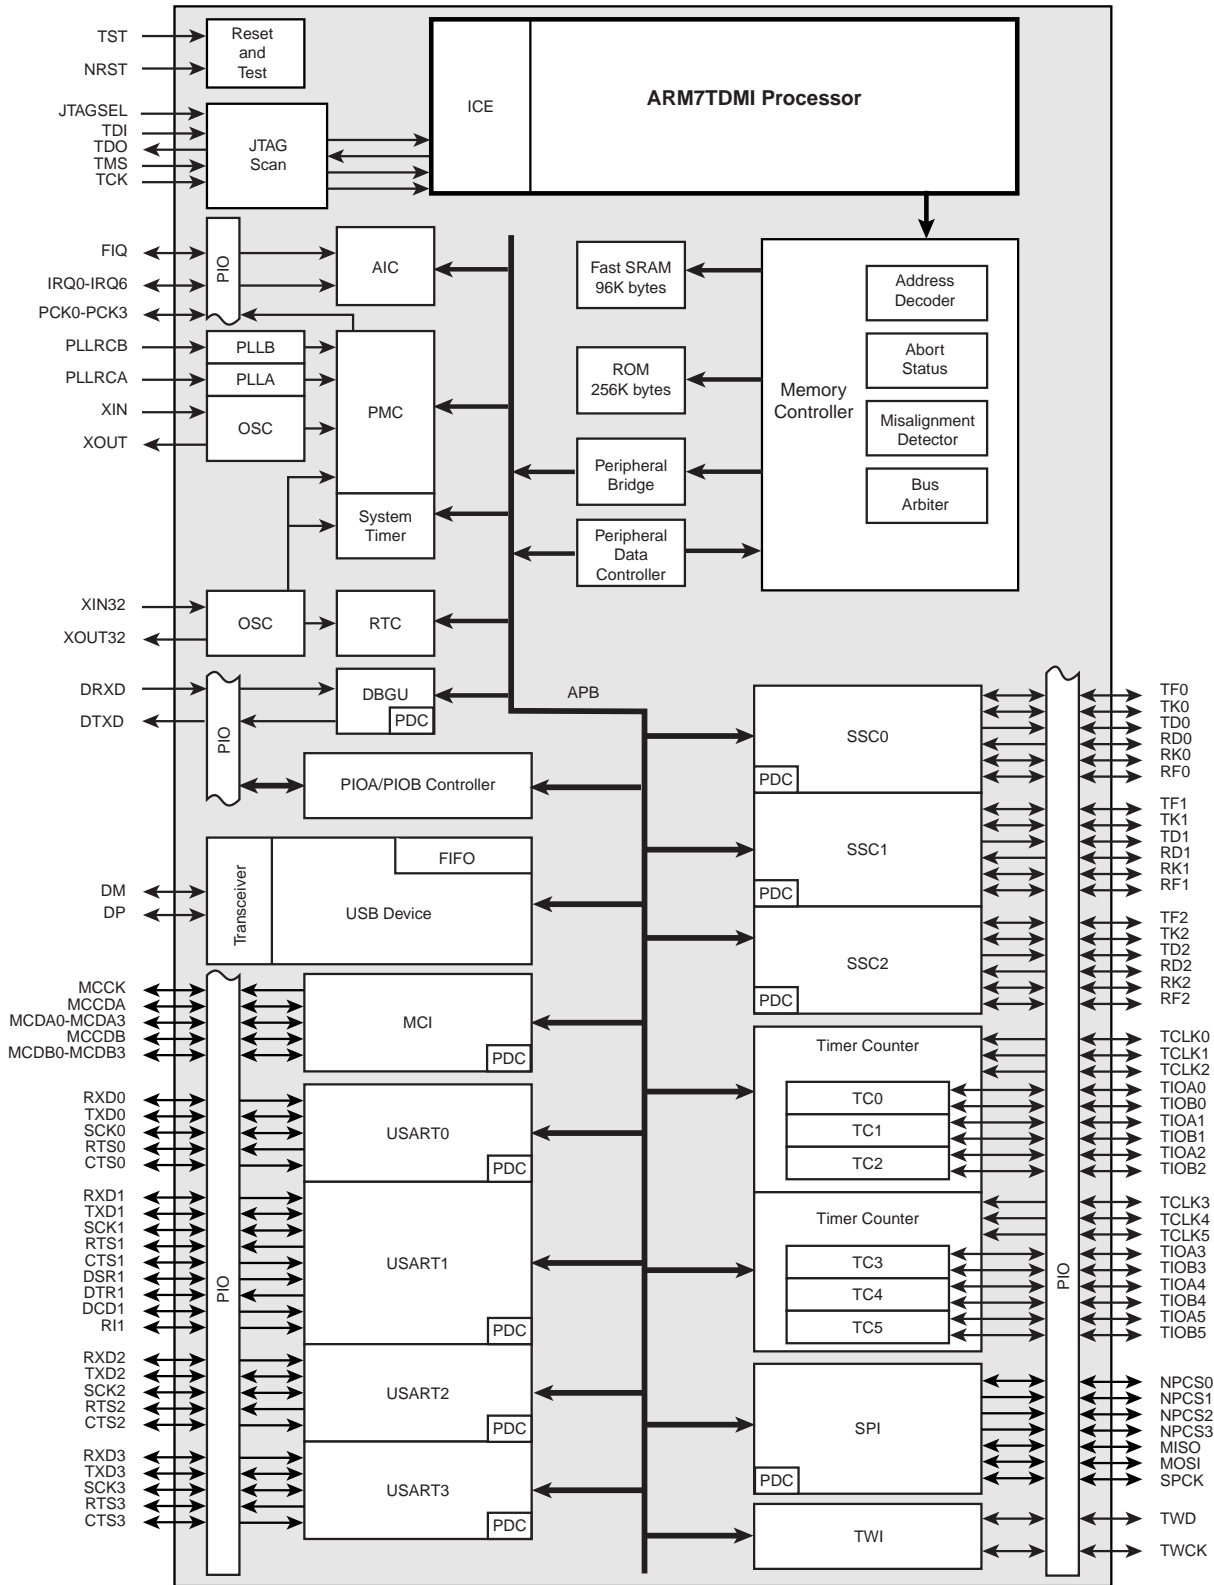 TST
NRST
Reset
and
Test
JTAGSEL
TDI
TDO
TMS
TCK
JTAG
Scan
ICE
ARM7TDMI Processor
FIQ
IRQ0-IRQ6
PCK0-PCK3
PIO
AIC
PLLRCB
PLLRCA
XIN
XOUT
PLLB
PLLA
OSC
PMC
System
Timer
XIN32
XOUT32
OSC
RTC
Fast SRAM
96K bytes
ROM
256K bytes
Peripheral
Bridge
Peripheral
Data
Controller
Memory
Controller
Address
Decoder
Abort
Status
Misalignment
Detector
Bus
Arbiter
DRXD
DTXD
PIO
DBGU
PDC
APB
PIOA/PIOB Controller
DM
DP
Transceiver
FIFO
USB Device
MCCK
MCCDA
MCDA0-MCDA3
MCCDB
MCDB0-MCDB3
MCI
PDC
RXD0
TXD0
SCK0
RTS0
CTS0
USART0
PDC
RXD1
TXD1
SCK1
RTS1
CTS1
DSR1
DTR1
DCD1
RI1
PIO
USART1
PDC
RXD2
TXD2
SCK2
RTS2
CTS2
USART2
PDC
RXD3
TXD3
SCK3
RTS3
CTS3
USART3
PDC
SSC0
PDC
TF0
TK0
TD0
RD0
RK0
RF0
SSC1
PDC
TF1
TK1
TD1
RD1
RK1
RF1
SSC2
PDC
TF2
TK2
TD2
RD2
RK2
RF2
Timer Counter
TC0
TC1
TC2
TCLK0
TCLK1
TCLK2
TIOA0
TIOB0
TIOA1
TIOB1
TIOA2
TIOB2
Timer Counter
TC3
TC4
TC5
PIO
TCLK3
TCLK4
TCLK5
TIOA3
TIOB3
TIOA4
TIOB4
TIOA5
TIOB5
SPI
PDC
NPCS0
NPCS1
NPCS2
NPCS3
MISO
MOSI
SPCK
TWI
TWD
TWCK